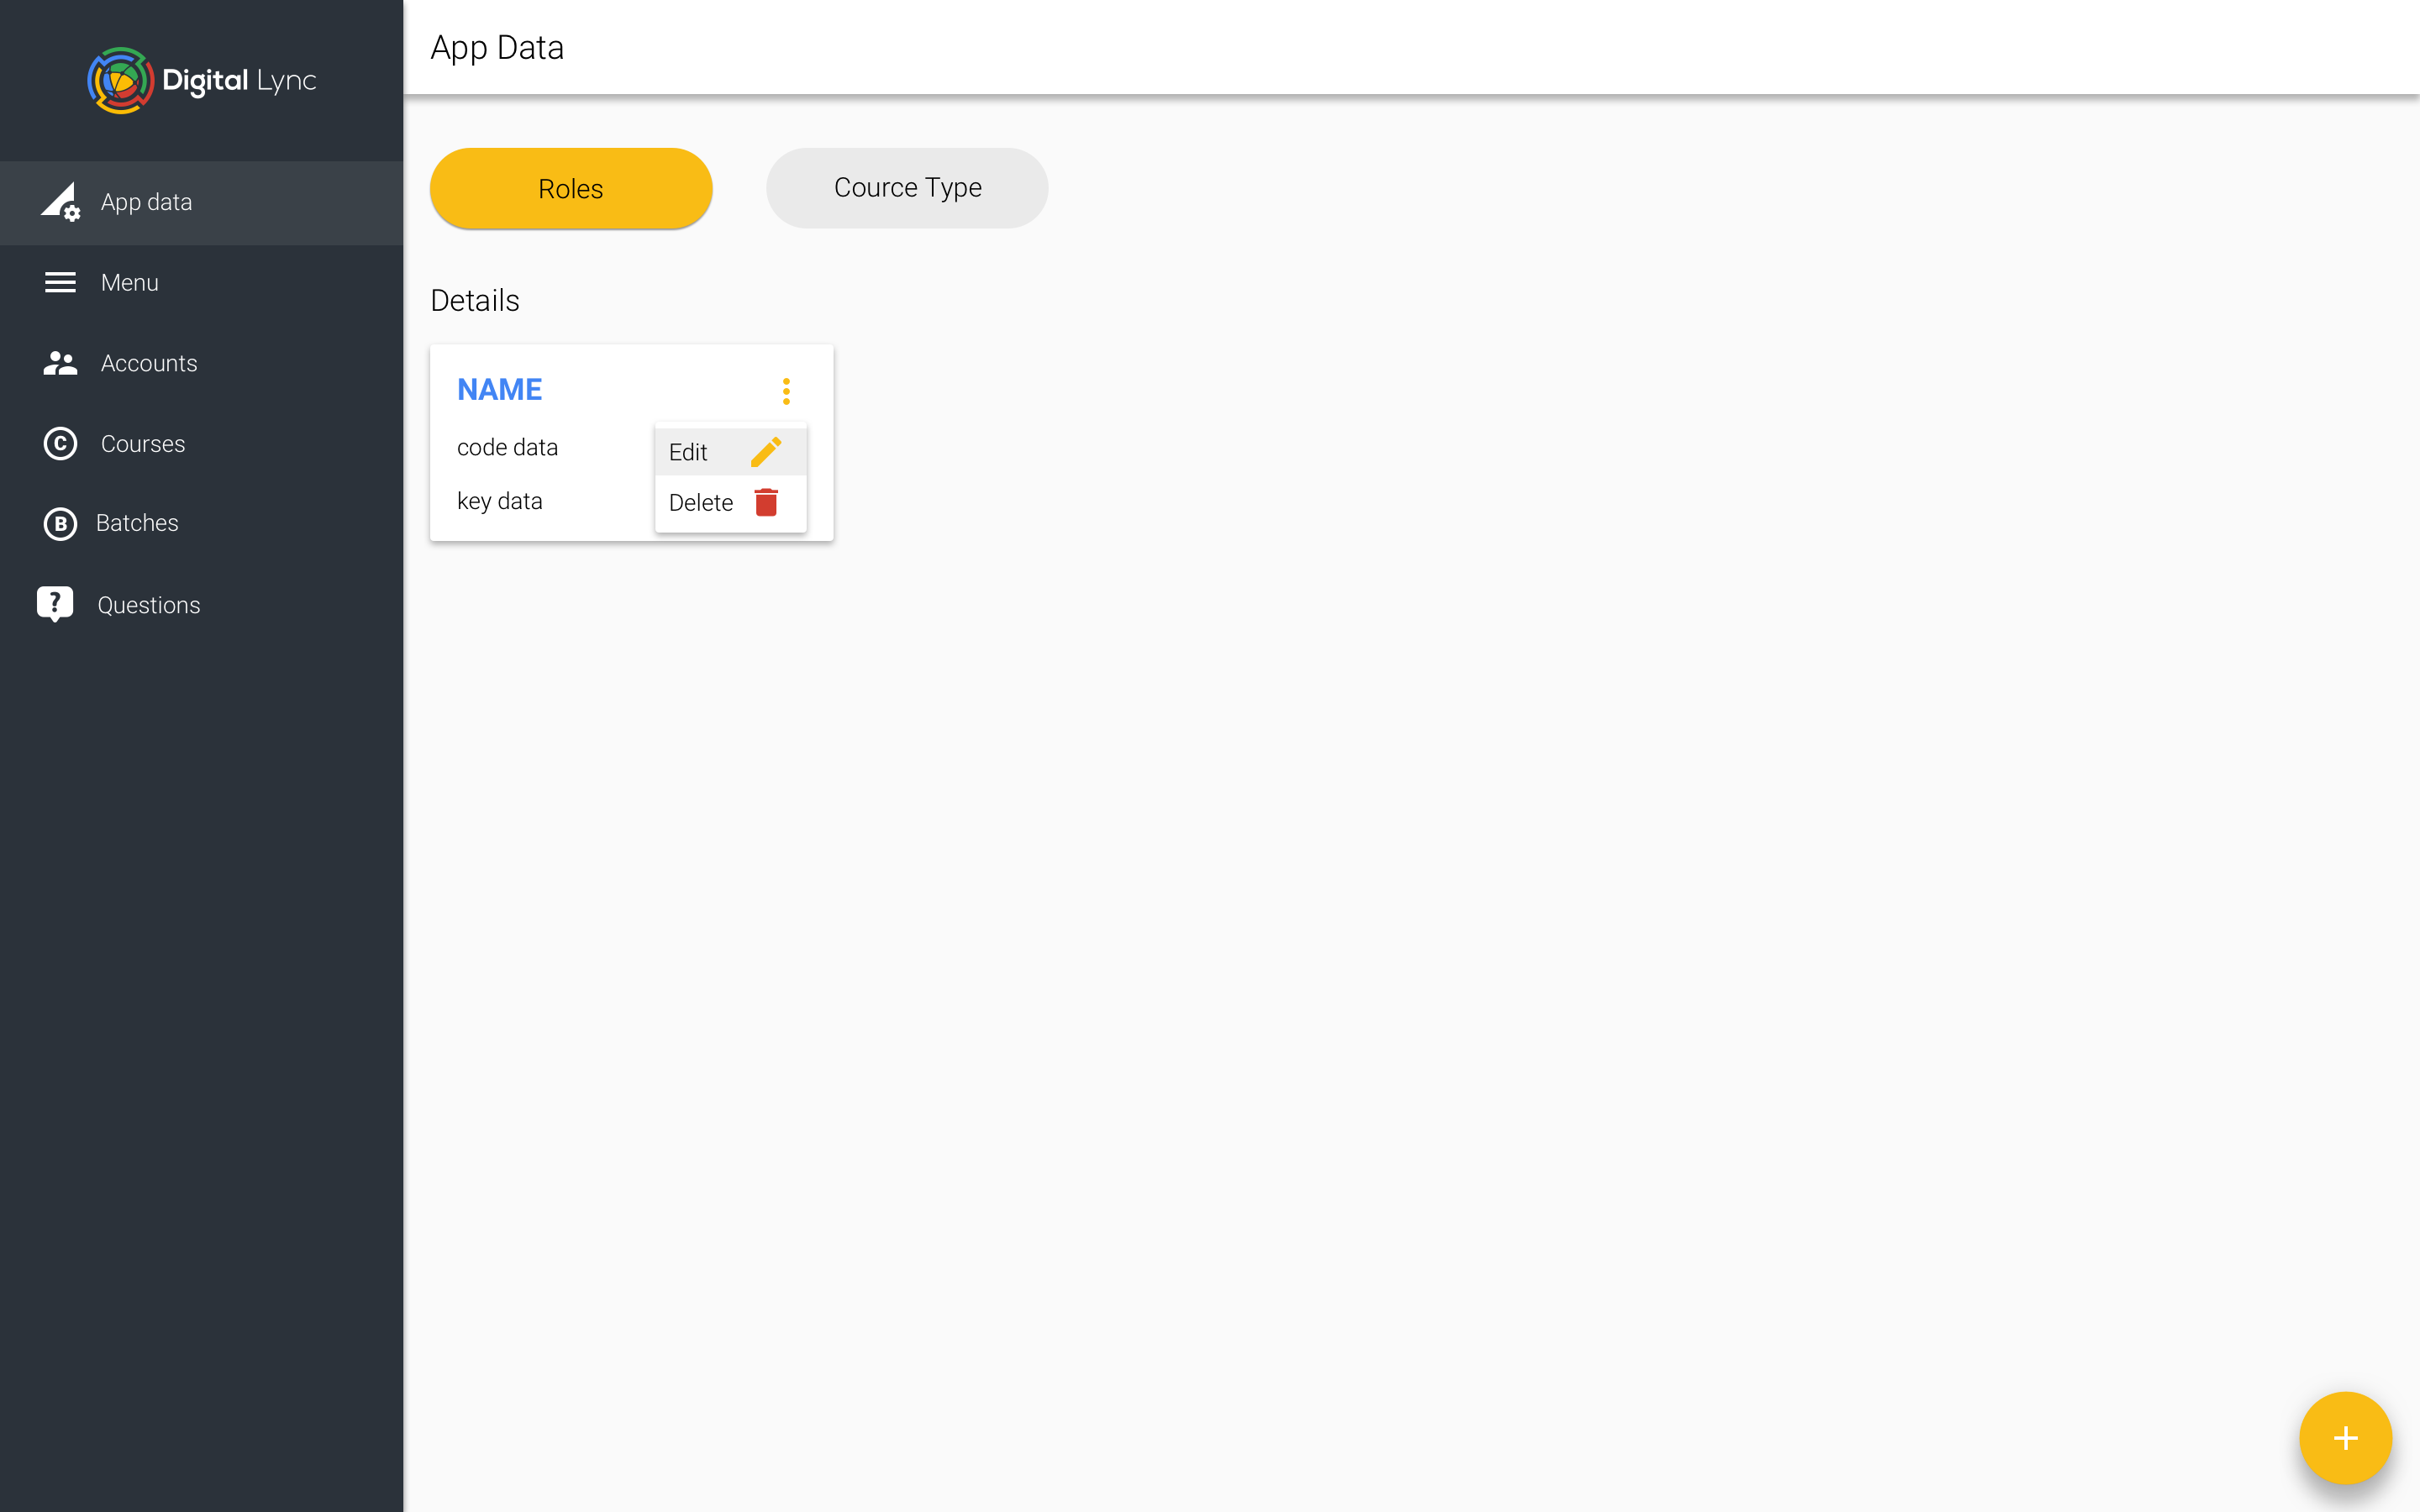 Digital Lync
App data
Menu
Accounts
C Courses
B Batches
? Questions
App Data
Roles
Cource Type
Details
NAME
code data
key data
Edit
Delete